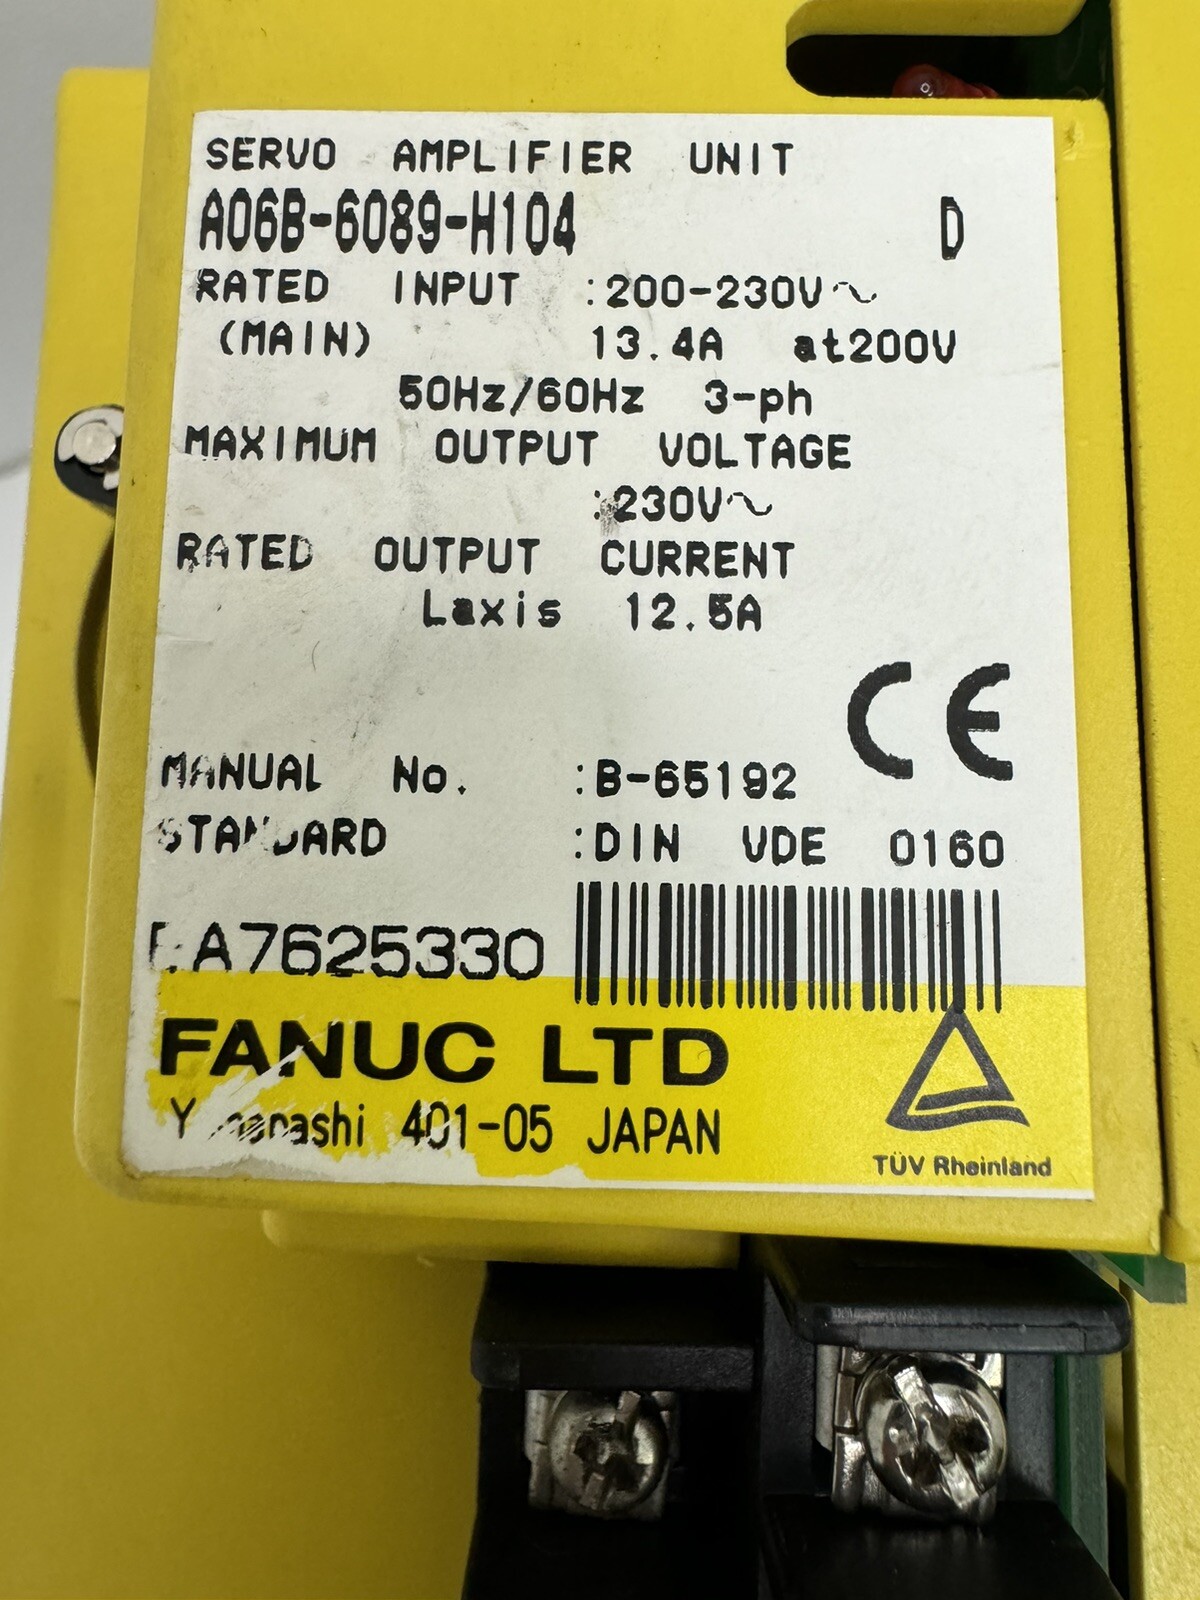 SERVO AMPLIFIER UNIT
A06B-6089-H104 D
RATED INPUT :200-230V～
(MAIN) 13.4A at200V
50Hz/60Hz 3-ph
MAXIMUM OUTPUT VOLTAGE
:230V～
RATED OUTPUT CURRENT
Laxis 12.5A
CE
MANUAL No. :B-65192
STANDARD :DIN VDE 0160
A7625330
FANUC LTD
401-05 JAPAN
TÜV Rheinland